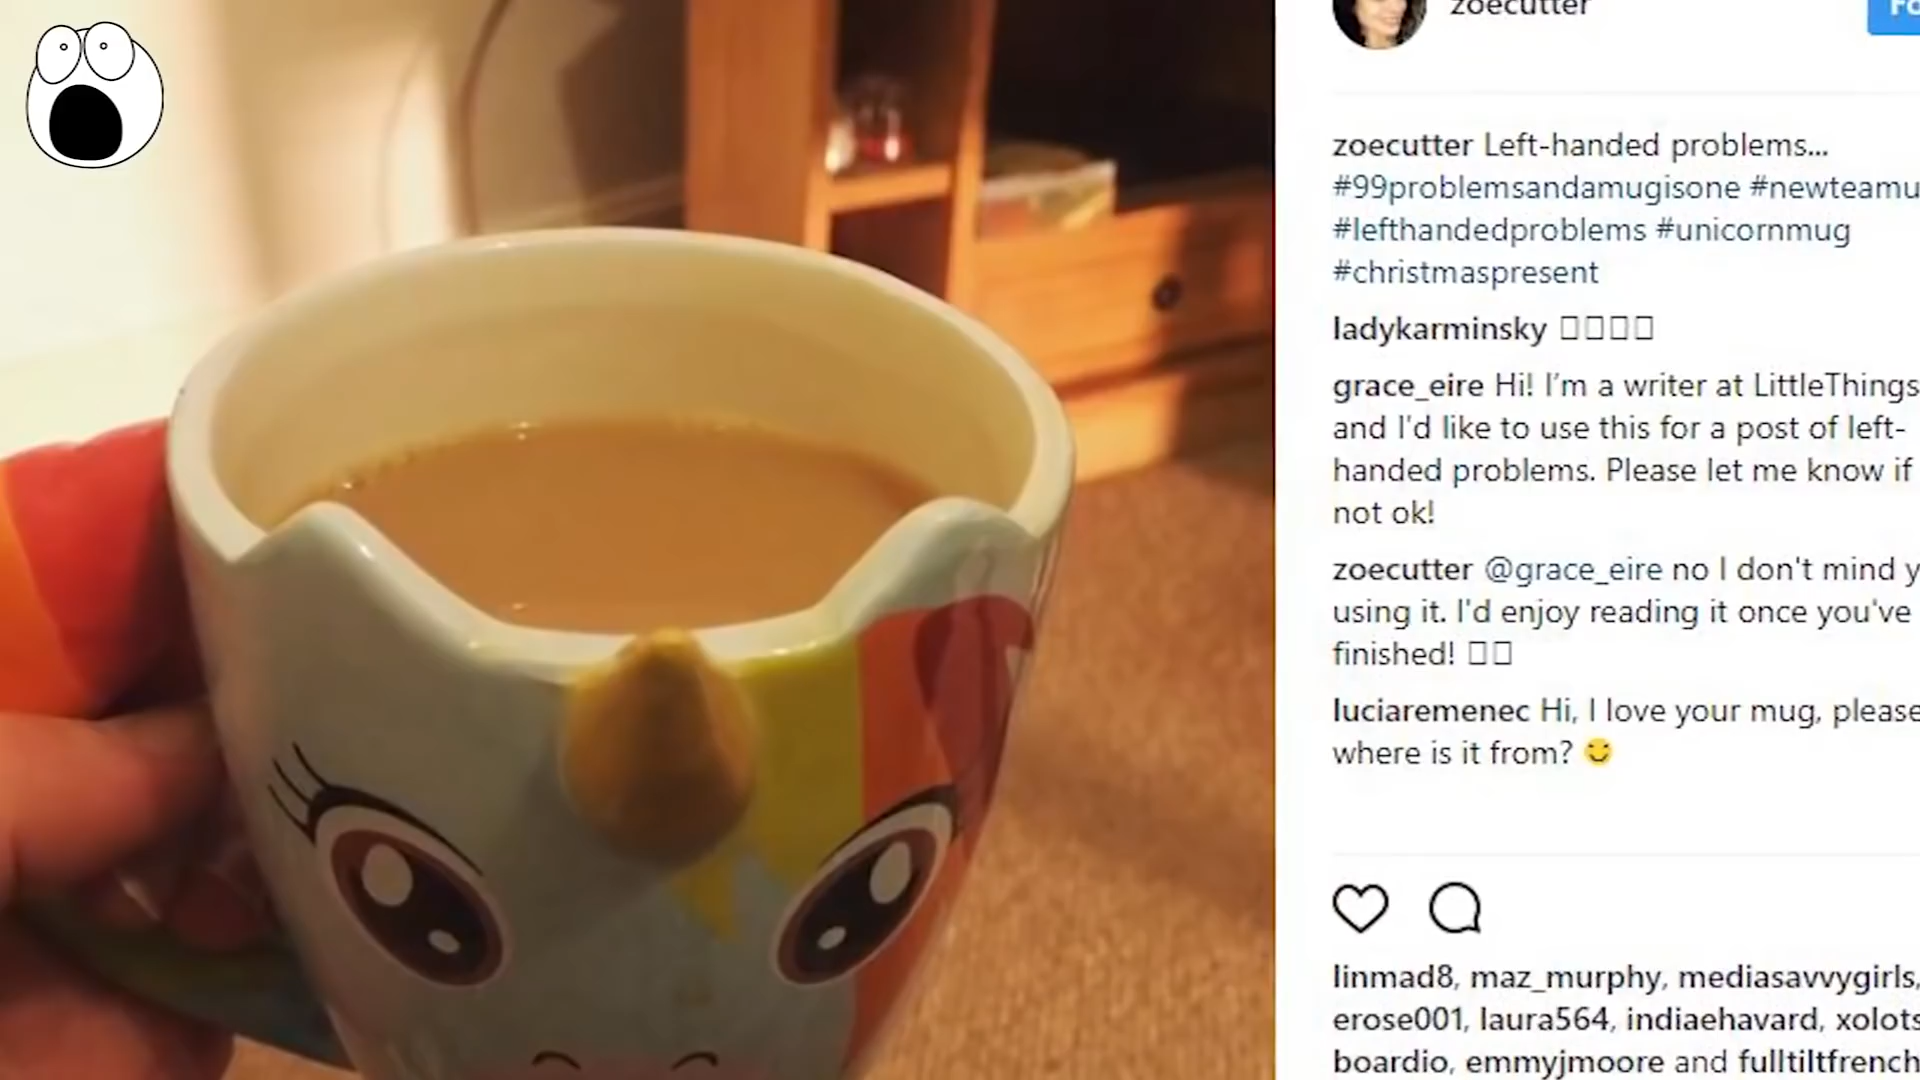 zoecutter
Fo
zoecutter Left-handed problems...
#99problemsandamugisone #newteamu
#lefthandedproblems #unicornmug
#christmaspresent
ladykarminsky
grace_eire Hi! I'm a writer at LittleThings
and I'd like to use this for a post of left-
handed problems. Please let me know if
not ok!
zoecutter @grace_eire no I don't mind y
using it. I'd enjoy reading it once you've
finished!
luciaremenec Hi, I love your mug, please
where is it from?
linmad8, maz_murphy, mediasavvygirls,
erose001, laura564, indiaehavard, xolots
boardio, emmyjmoore and fulltiltfrench